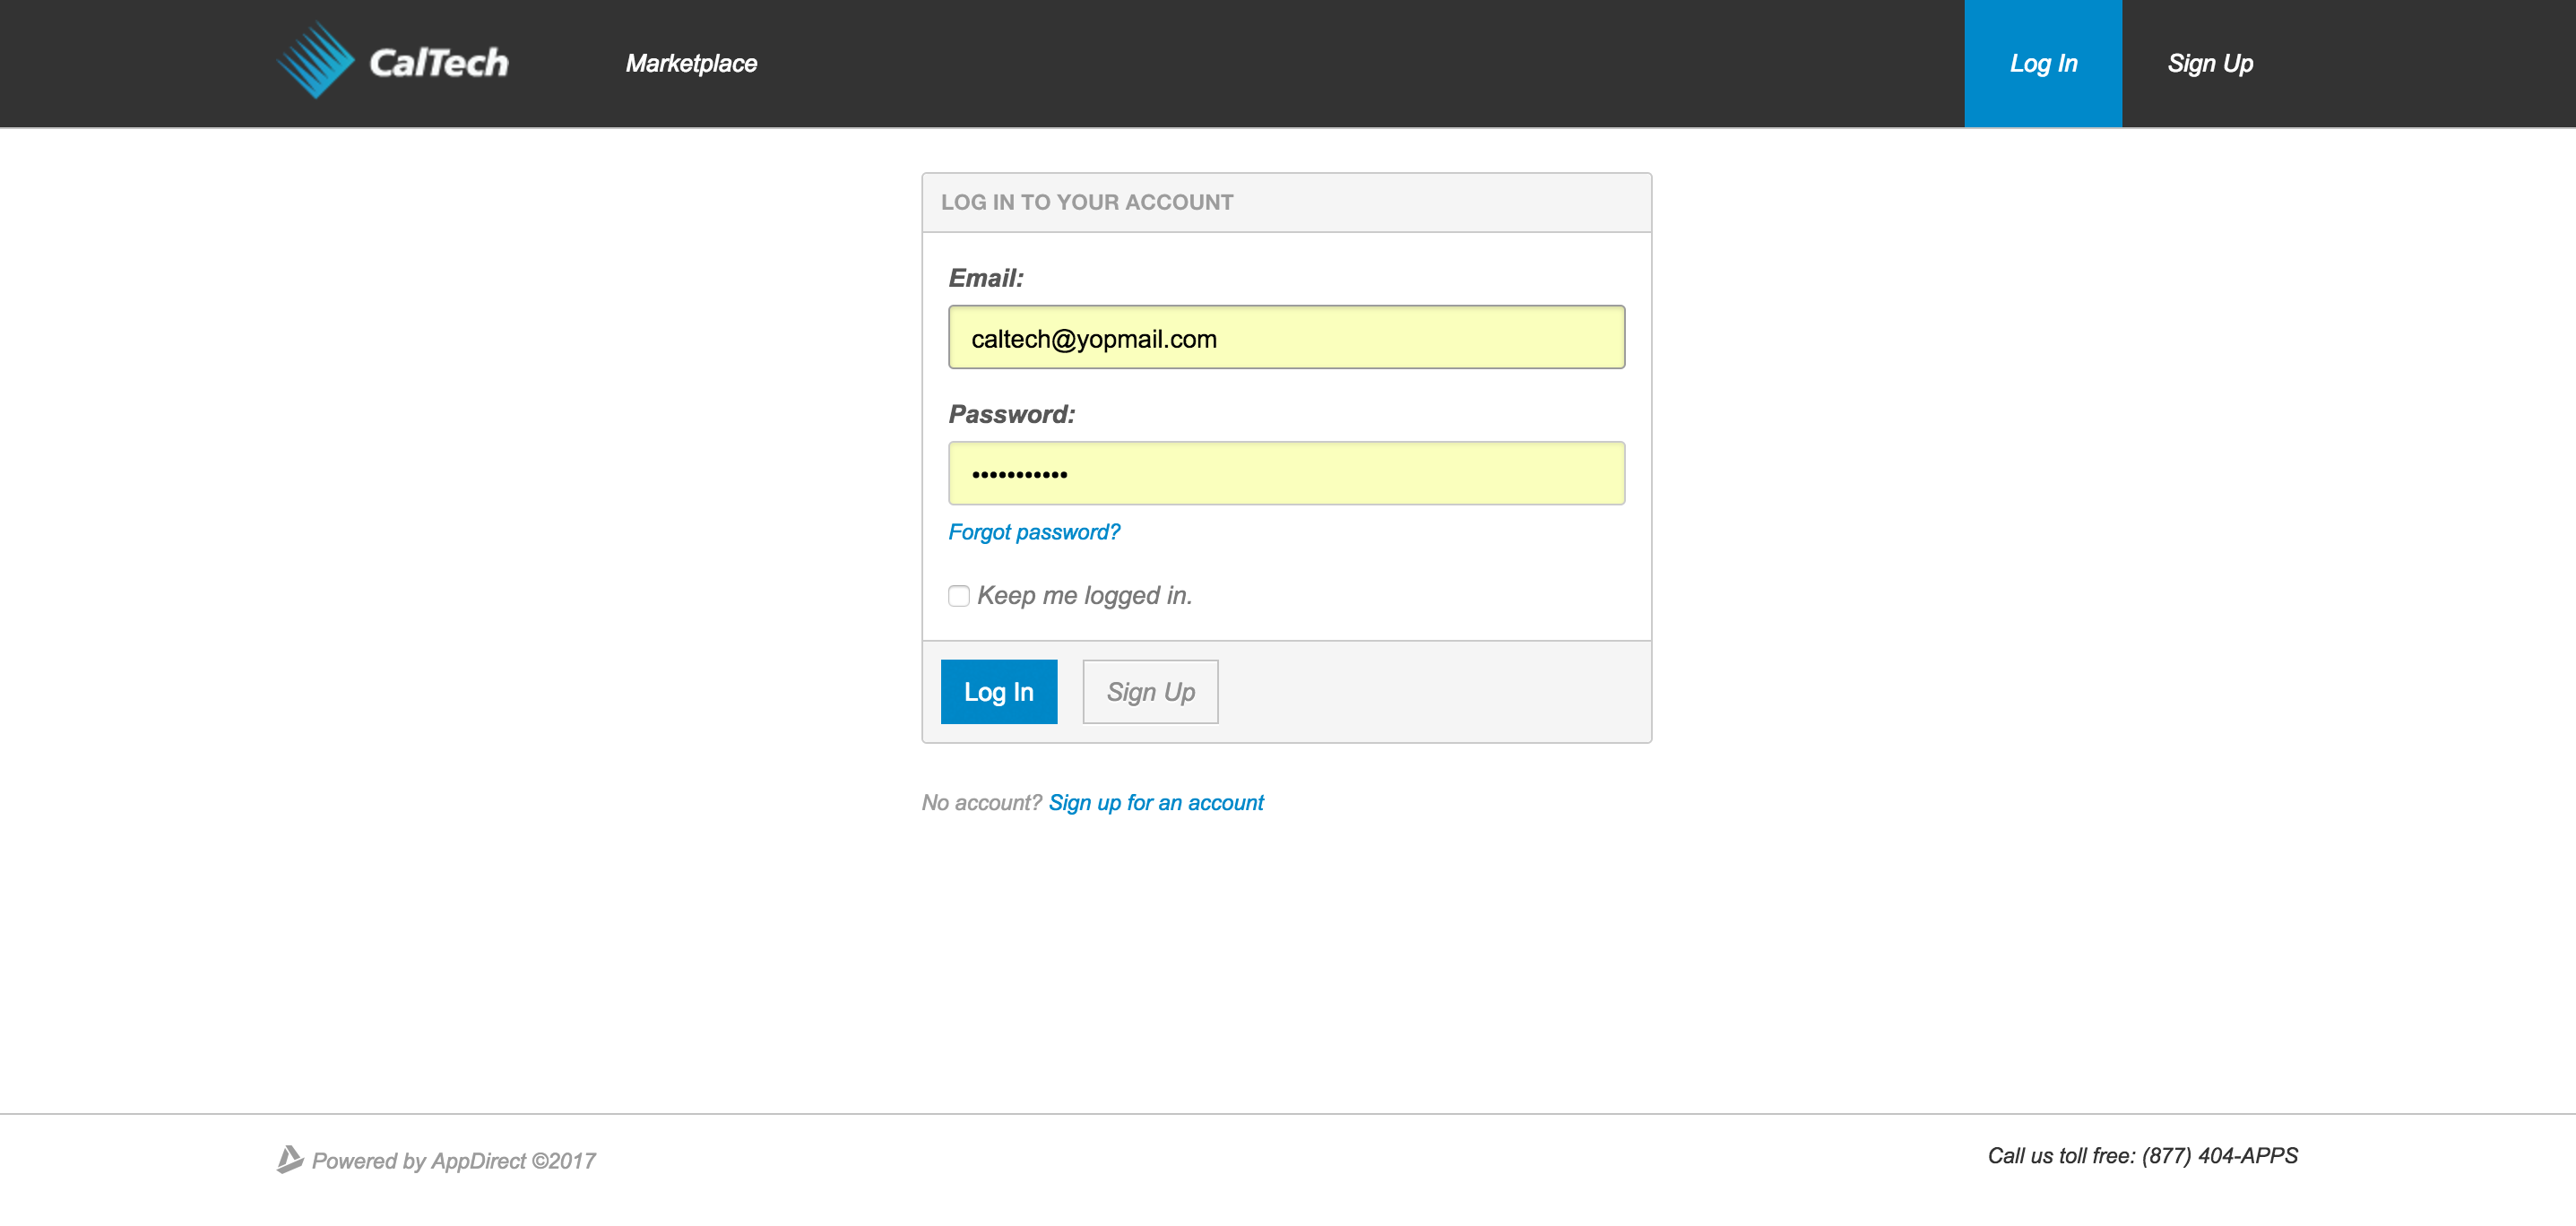 CalTech
Marketplace
Log In
Sign Up
LOG IN TO YOUR ACCOUNT
Email:
caltech@yopmail.com
Password:
•••••••••••
Forgot password?
Keep me logged in.
Log In
Sign Up
No account? Sign up for an account
Powered by AppDirect ©2017
Call us toll free: (877) 404-APPS